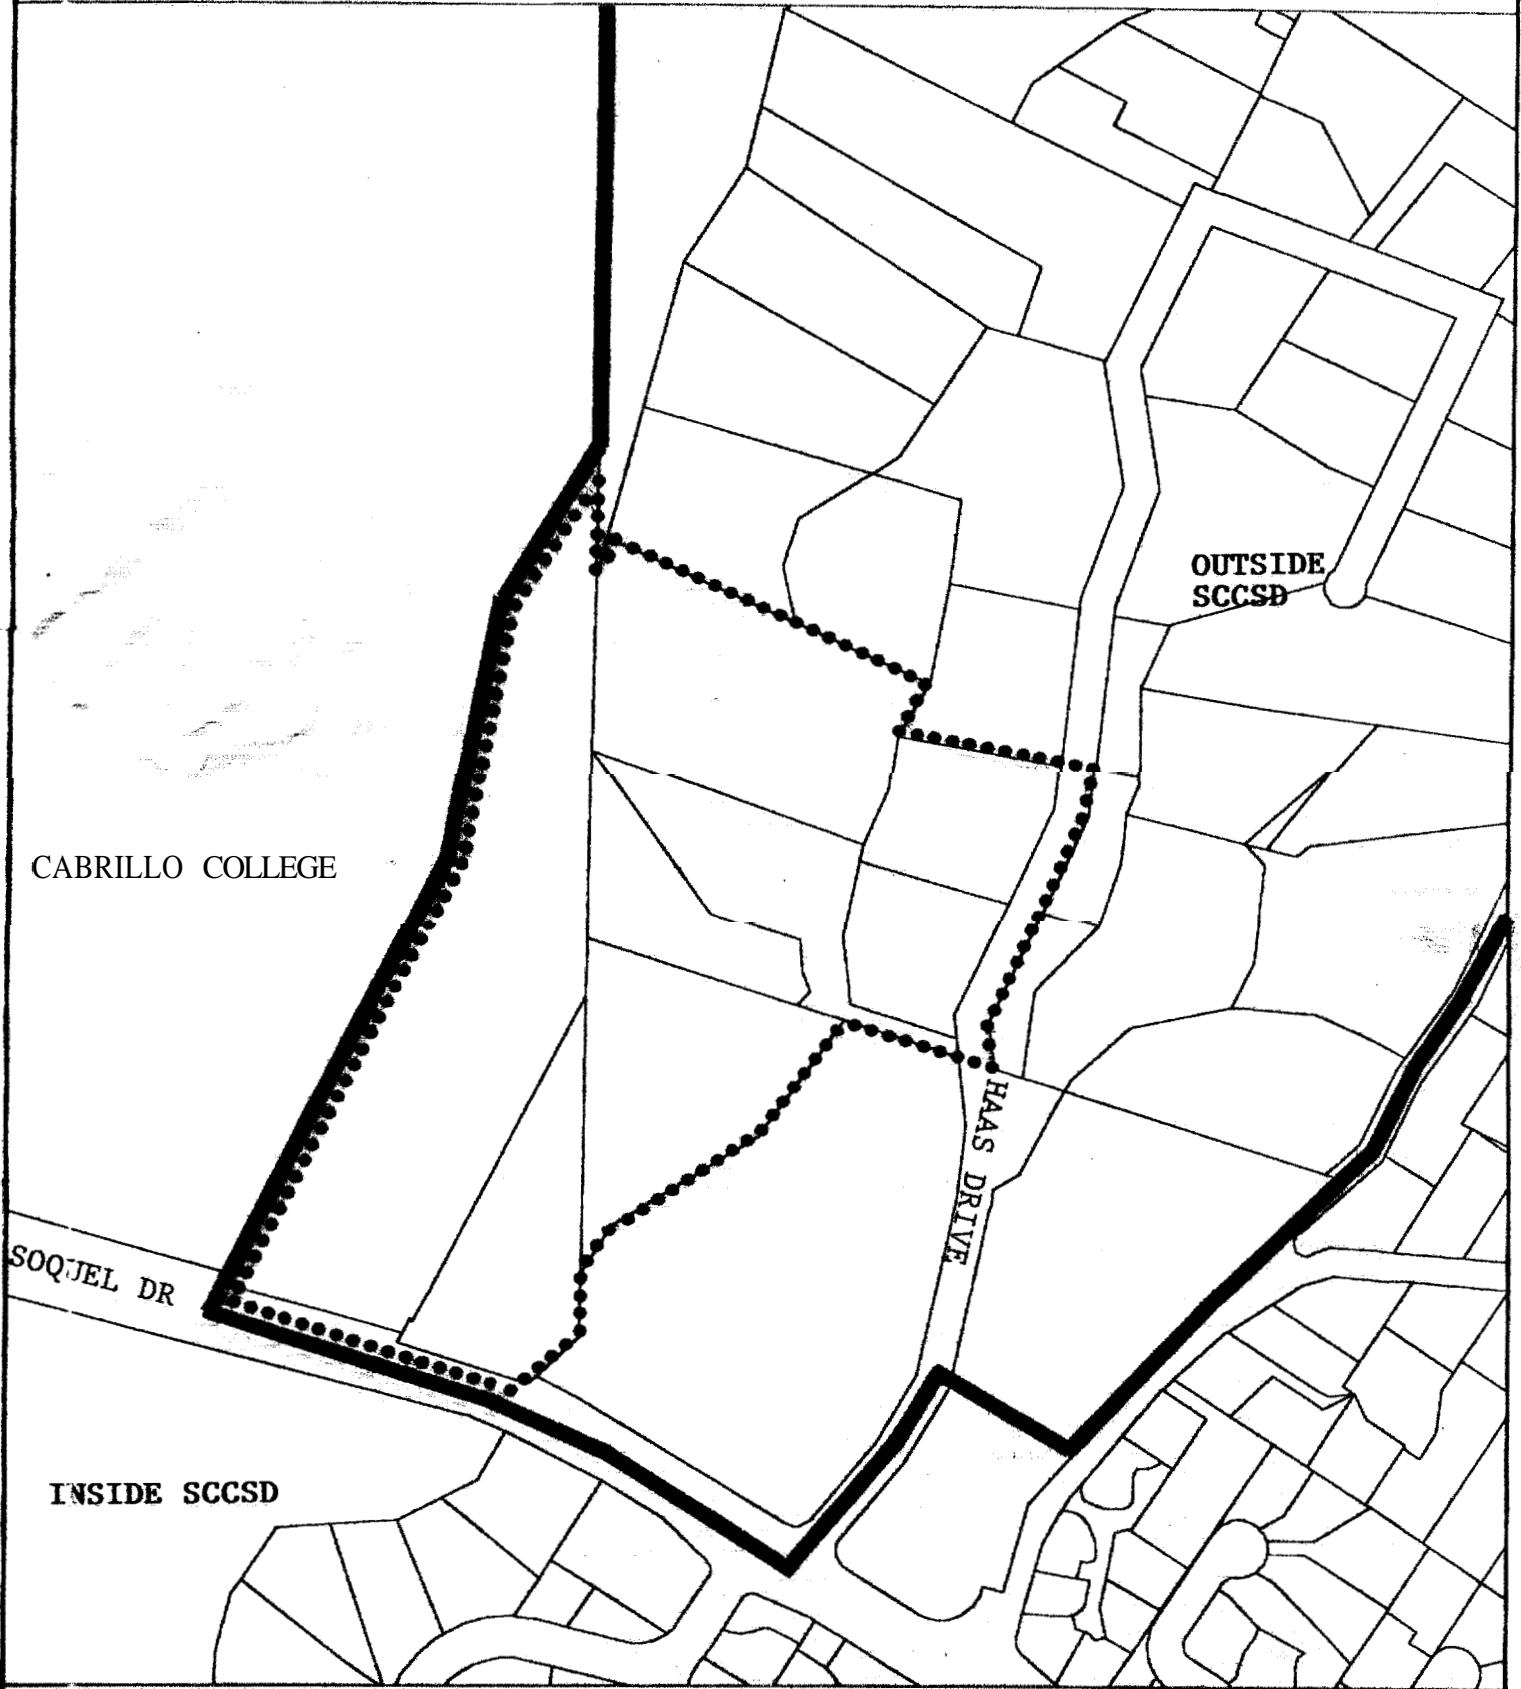 OUTSIDE
SCCSD
CABRILLO COLLEGE
HAAS DRIVE
SOQUEL DR
INSIDE SCCSD